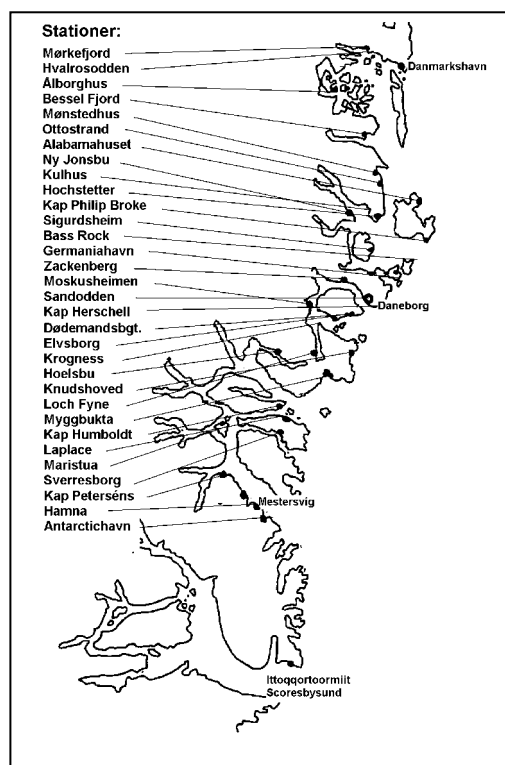 Stationer:
Mørkefjord
Hvalrosodden
Ålborghus
Bessel Fjord
Mønstedhus
Ottostrand
Alabarnahuset
Ny Jonsbu
Kulhus
Hochstetter
Kap Philip Broke
Sigurdsheim
Bass Rock
Germaniahavn
Zackenberg
Moskusheimen
Sandodden
Kap Herschell
Dødemandsbgt.
Elvsborg
Krogness
Hoelsbu
Knudshoved
Loch Fyne
Myggbukta
Kap Humboldt
Laplace
Maristua
Sverresborg
Kap Peterséns
Hamna
Antarctichavn
Danmarkshavn
Daneborg
Mestersvig
Ittoqqortoormiit
Scoresbysund